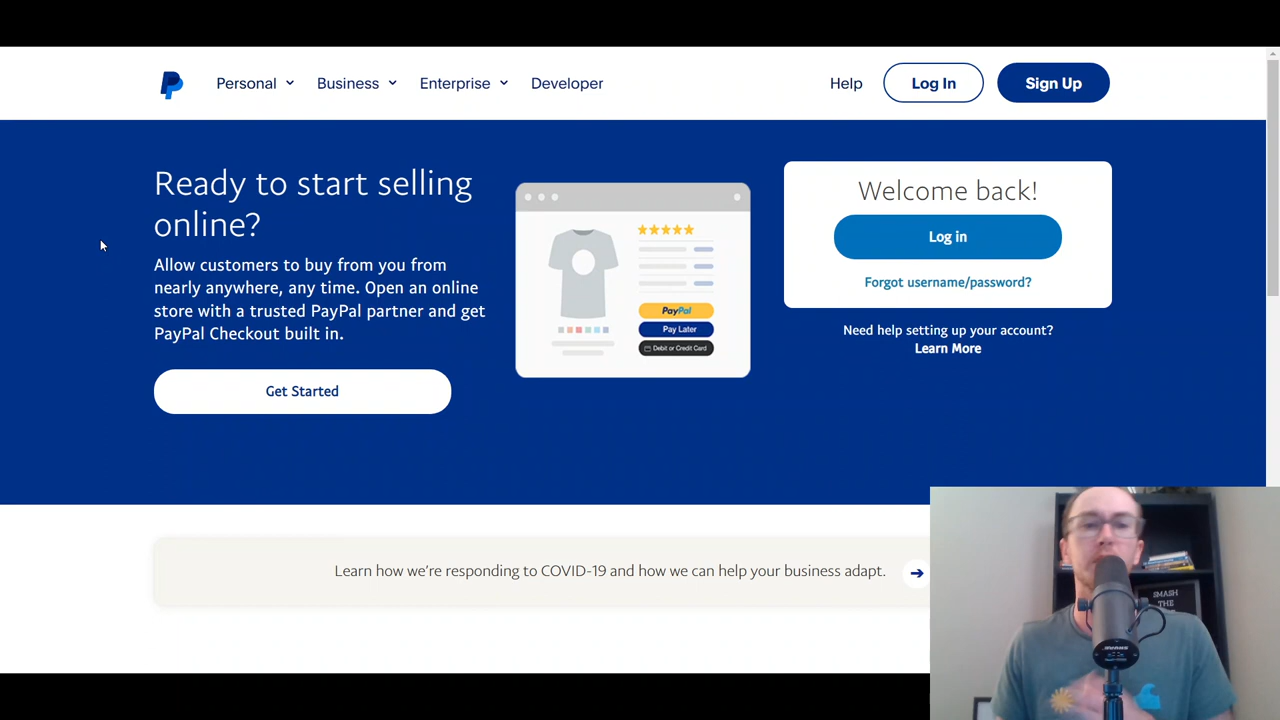 Personal Business Enterprise Developer Help Log In Sign Up
Ready to start selling
online?
Allow customers to buy from you from
nearly anywhere, any time. Open an online
store with a trusted PayPal partner and get
PayPal Checkout built in.
Get Started
PayPal
Pay Later
Debit or Credit Card
Welcome back!
Log in
Forgot username/password?
Need help setting up your account?
Learn More
Learn how we're responding to COVID-19 and how we can help your business adapt.
SMASH
THE